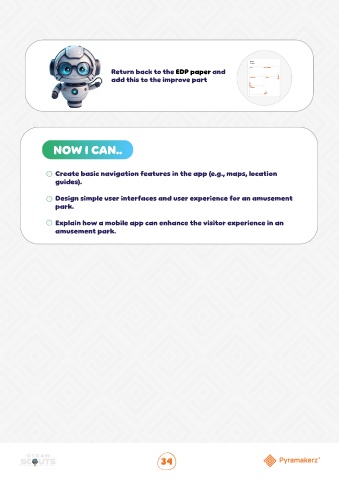 Return back to the EDP paper and
add this to the improve part
NOW I CAN..
Create basic navigation features in the app (e.g., maps, location
guides).
Design simple user interfaces and user experience for an amusement
park.
Explain how a mobile app can enhance the visitor experience in an
amusement park.
SCOUTS
34
Pyramakerz